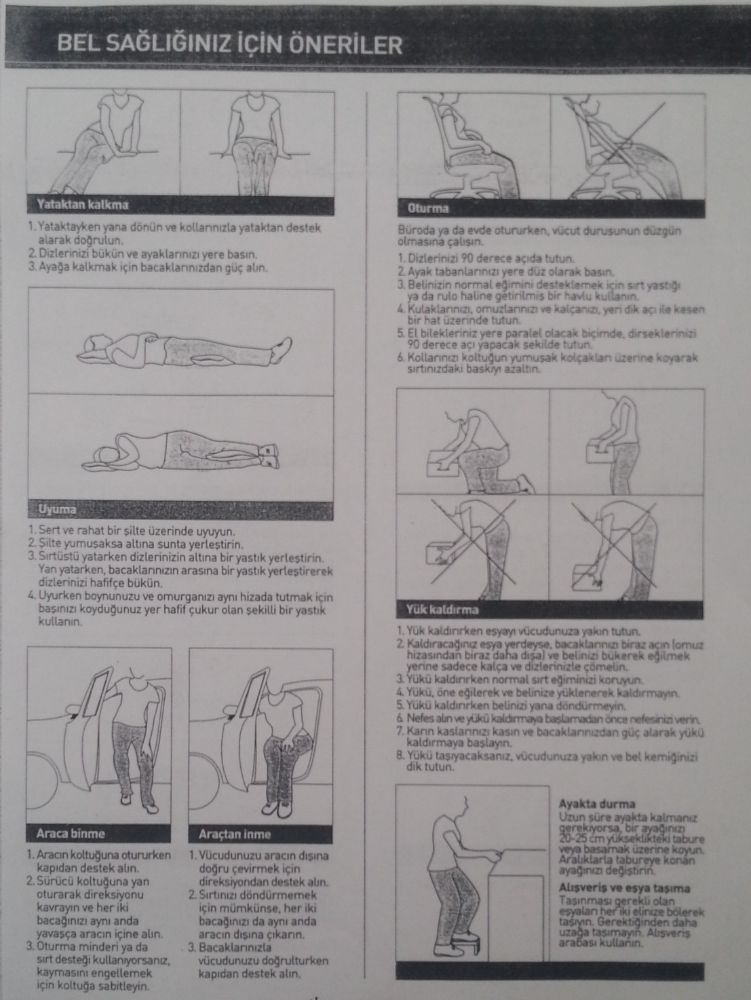 BEL SAĞLIĞINIZ İÇİN ÖNERİLER
Yataktan kalkma
1. Yataktayken yana dönün ve kollarınızla yataktan destek
alarak doğrulun.
2. Dizlerinizi bükün ve ayaklarınızı yere basın.
3. Ayağa kalkmak için bacaklarınızdan güç alın.
Uyuma
1. Sert ve rahat bir şilte üzerinde uyuyun.
2. Şilte yumuşaksa altına sunta yerleştirin.
3. Sırtüstü yatarken dizlerinizin altına bir yastık yerleştirin.
Yan yatarken, bacaklarınızın arasına bir yastık yerleştirerek
dizlerinizi hafifçe bükün.
4. Uyurken boynunuzu ve omurganızı aynı hizada tutmak için
başınızı koyduğunuz yer hafif çukur olan şekilli bir yastık
kullanın.
Araca binme
1. Aracın koltuğuna otururken
kapıdan destek alın.
2. Sürücü koltuğuna yan
oturarak direksiyonu
kavrayın ve her iki
bacağınızı aynı anda
yavaşça aracın içine alın.
3. Oturma minderi ya da
sırt desteği kullanıyorsanız,
kaymasını engellemek
için koltuğa sabitleyin.
Araçtan inme
1. Vücudunuzu aracın dışına
doğru çevirmek için
direksiyondan destek alın.
2. Sırtınızı döndürmemek
için mümkünse, her iki
bacağınızı da aynı anda
aracın dışına çıkarın.
3. Bacaklarınızla
vücudunuzu doğrulturken
kapıdan destek alın.
Oturma
Büroda ya da evde otururken, vücut duruşunun düzgün
olmasına çalışın.
1. Dizlerinizi 90 derece açıda tutun.
2. Ayak tabanlarınızı yere düz olarak basın.
3. Belinizin normal eğimini desteklemek için sırt yastığı
ya da rulo haline getirilmiş bir havlu kullanın.
4. Kulaklarınızı, omuzlarınızı ve kalçanızı, yeri dik açı ile kesen
bir hat üzerinde tutun.
5. El bilekleriniz yere paralel olacak biçimde, dirseklerinizi
90 derece açı yapacak şekilde tutun.
6. Kollarınızı koltuğun yumuşak kolçakları üzerine koyarak
sırtınızdaki baskıyı azaltın.
Yük kaldırma
1. Yük kaldırırken eşyayı vücudunuza yakın tutun.
2. Kaldıracağınız eşya yerdeyse, bacaklarınızı biraz açın (omuz
hizasından biraz daha dışa) ve belinizi bükerek eğilmek
yerine sadece kalça ve dizlerinizle çömelin.
3. Yükü kaldırırken normal sırt eğiminizi koruyun.
4. Yükü, öne eğilerek ve belinize yüklenerek kaldırmayın.
5. Yükü kaldırırken belinizi yana döndürmeyin.
6. Nefes alın ve yükü kaldırmaya başlamadan önce nefesinizi verin.
7. Karın kaslarınızı kasın ve bacaklarınızdan güç alarak yükü
kaldırmaya başlayın.
8. Yükü taşıyacaksanız, vücudunuza yakın ve bel kemiğinizi
dik tutun.
Ayakta durma
Uzun süre ayakta kalmanız
gerekiyorsa, bir ayağınızı
20-25 cm yükseklikteki tabure
veya basamak üzerine koyun.
Aralıklarla tabureye konan
ayağınızı değiştirin.
Alışveriş ve eşya taşıma
Taşınması gerekli olan
eşyaları her iki elinize bölerek
taşıyın. Gerektiğinden daha
uzağa taşımayın. Alışveriş
arabası kullanın.